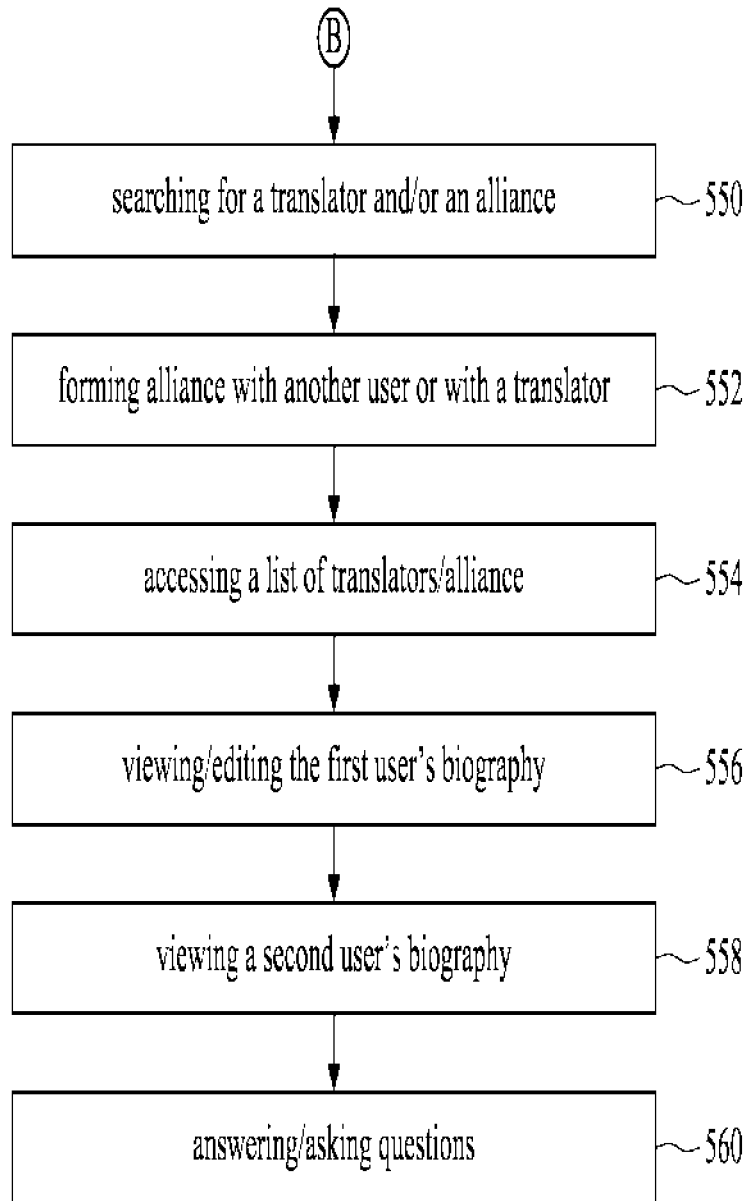 B
searching for a translator and/or an alliance 550
forming alliance with another user or with a translator 552
accessing a list of translators/alliance 554
viewing/editing the first user's biography 556
viewing a second user's biography 558
answering/asking questions 560